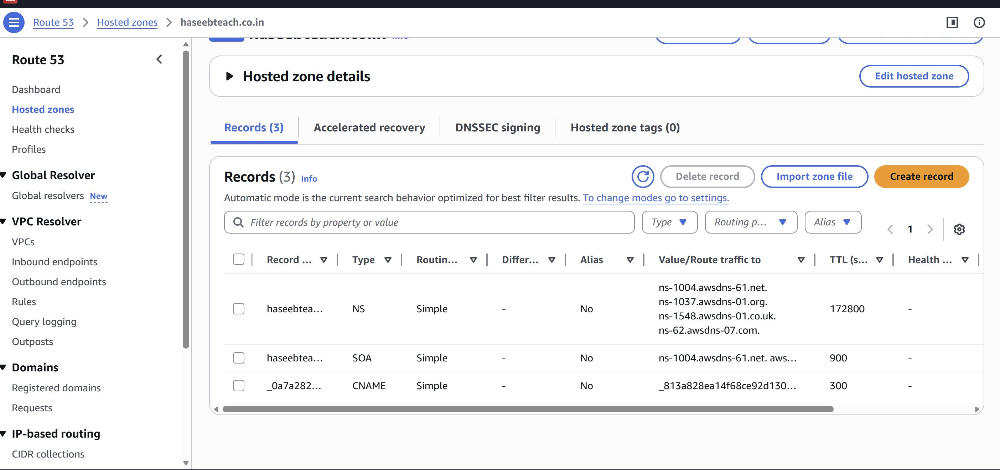 Route 53 > Hosted zones > haseebteach.co.in
haseebteach.co.in Info
Route 53
Dashboard
Hosted zones
Health checks
Profiles
Global Resolver
Global resolvers New
VPC Resolver
VPCs
Inbound endpoints
Outbound endpoints
Rules
Query logging
Outposts
Domains
Registered domains
Requests
IP-based routing
CIDR collections
Hosted zone details
Edit hosted zone
Records (3)
Accelerated recovery
DNSSEC signing
Hosted zone tags (0)
Records (3) Info
Delete record
Import zone file
Create record
Automatic mode is the current search behavior optimized for best filter results. To change modes go to settings.
Filter records by property or value
Type
Routing p...
Alias
1
Record ... Type Routin... Differ... Alias Value/Route traffic to TTL (s... Health ...
haseebtea... NS Simple - No
ns-1004.awsdns-61.net.
ns-1037.awsdns-01.org.
ns-1548.awsdns-01.co.uk.
ns-62.awsdns-07.com.
172800 -
haseebtea... SOA Simple - No ns-1004.awsdns-61.net. aws... 900 -
_0a7a282... CNAME Simple - No _813a828ea14f68ce92d130... 300 -